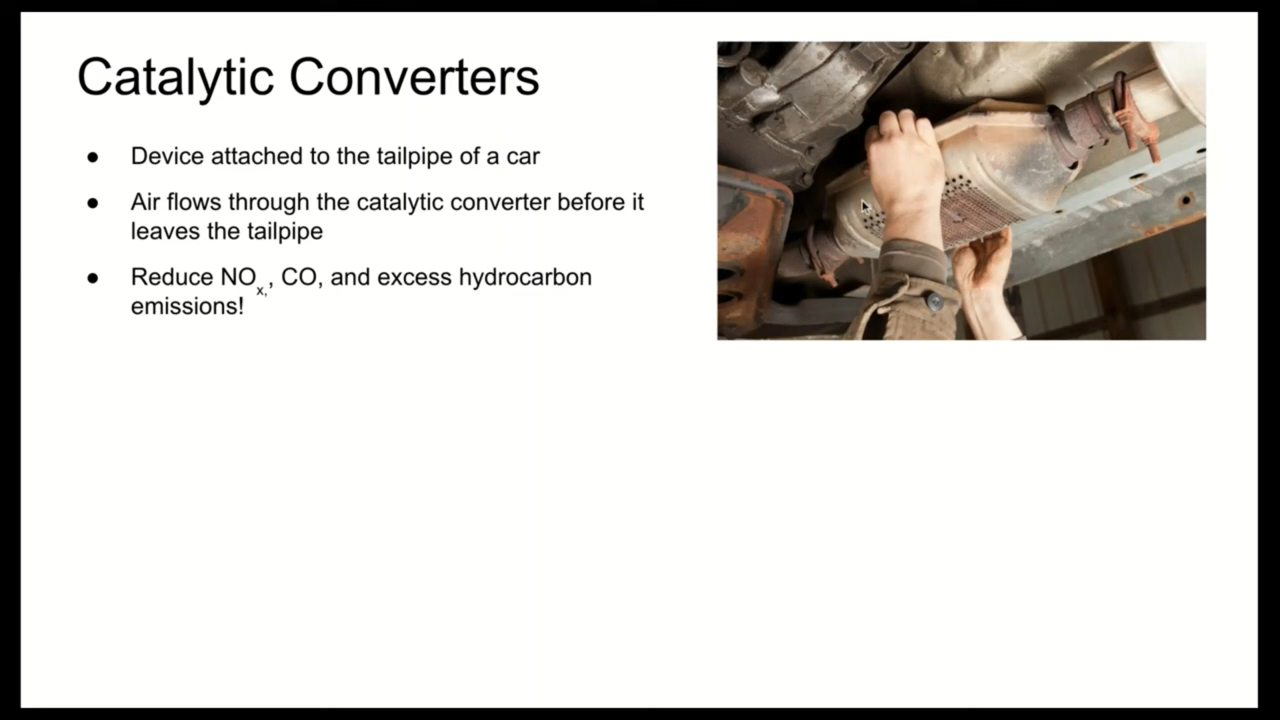 Catalytic Converters
● Device attached to the tailpipe of a car
● Air flows through the catalytic converter before it
leaves the tailpipe
● Reduce NOx,, CO, and excess hydrocarbon
emissions!